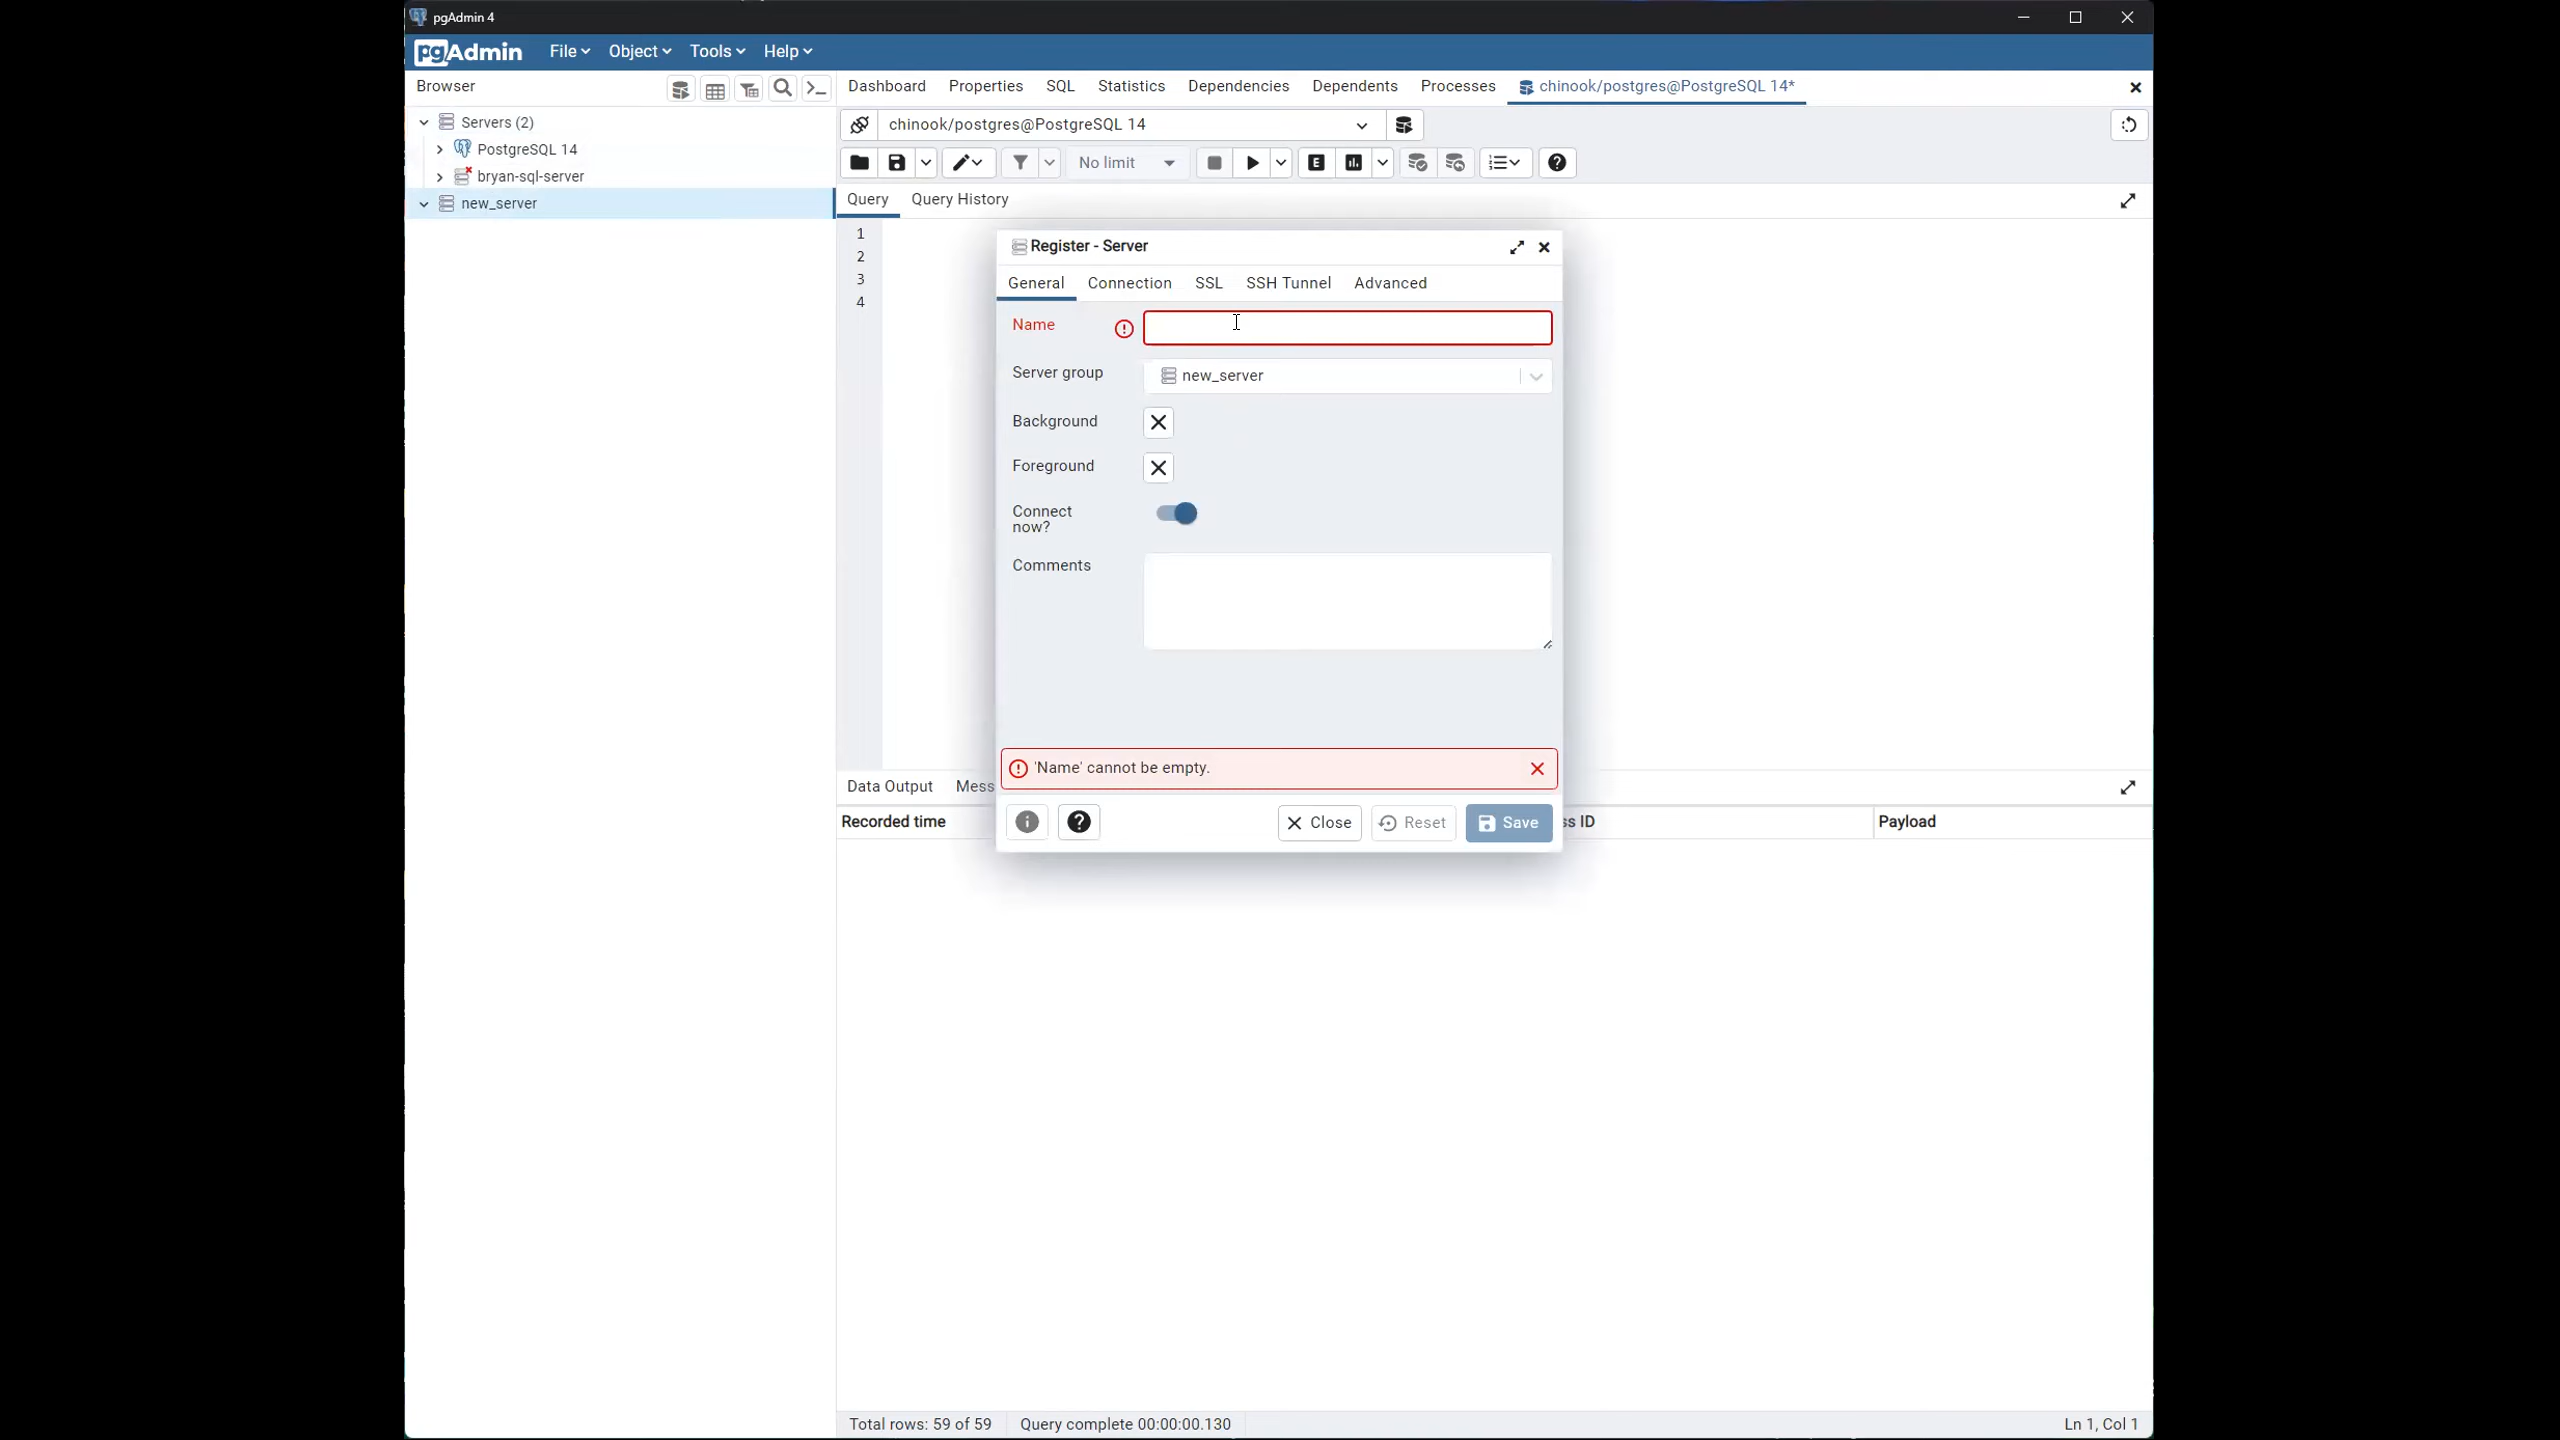 pgAdmin 4
pgAdmin File Object Tools Help
Browser
Dashboard Properties SQL Statistics Dependencies Dependents Processes chinook/postgres@PostgreSQL 14*
Servers (2)
PostgreSQL 14
bryan-sql-server
new_server
chinook/postgres@PostgreSQL 14
No limit
E
Query Query History
1
2
3
4
Register - Server
General Connection SSL SSH Tunnel Advanced
Name
Server group new_server
Background
Foreground
Connect
now?
Comments
'Name' cannot be empty.
Close Reset Save
Data Output Mess
Recorded time ss ID Payload
Total rows: 59 of 59 Query complete 00:00:00.130 Ln 1, Col 1